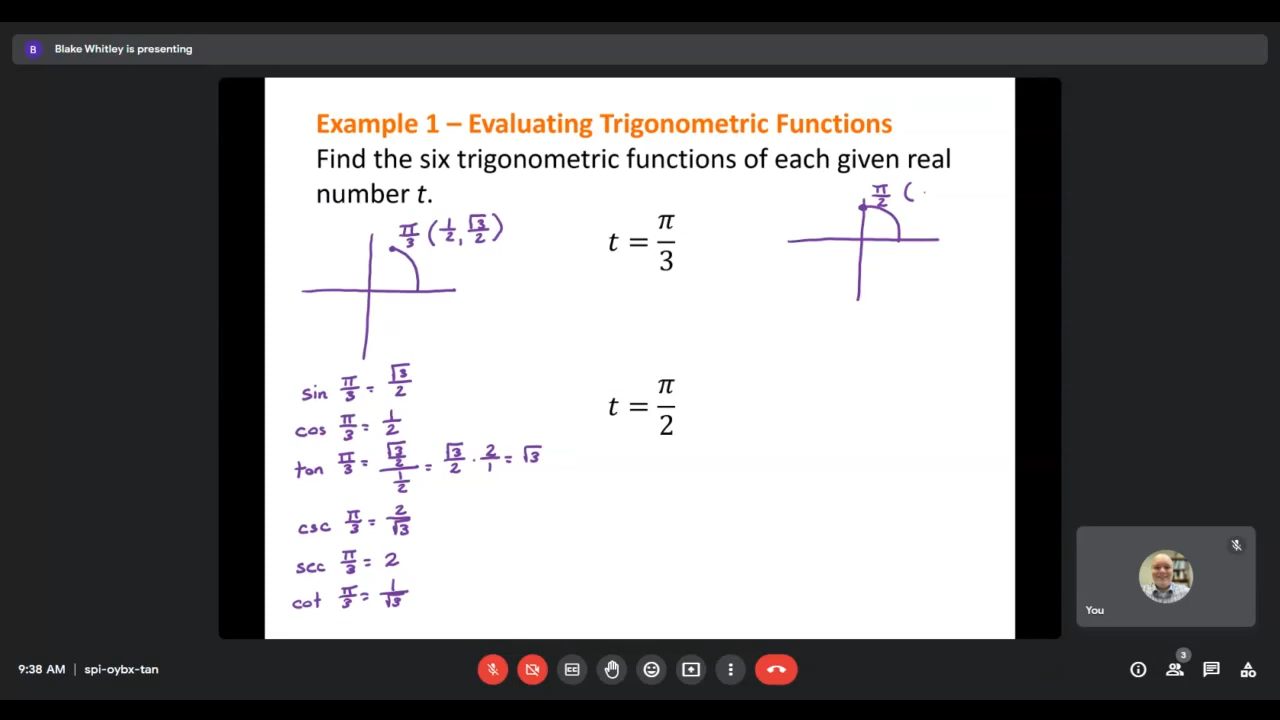 B Blake Whitley is presenting
Example 1 – Evaluating Trigonometric Functions
Find the six trigonometric functions of each given real
number t.
π/3 (1/2, √3/2)
t = π/3
π/2 (
sin π/3 = √3/2
cos π/3 = 1/2
tan π/3 = (√3/2)/(1/2) = √3/2 · 2/1 = √3
csc π/3 = 2/√3
sec π/3 = 2
cot π/3 = 1/√3
t = π/2
You
9:38 AM | spi-oybx-tan
CC
3